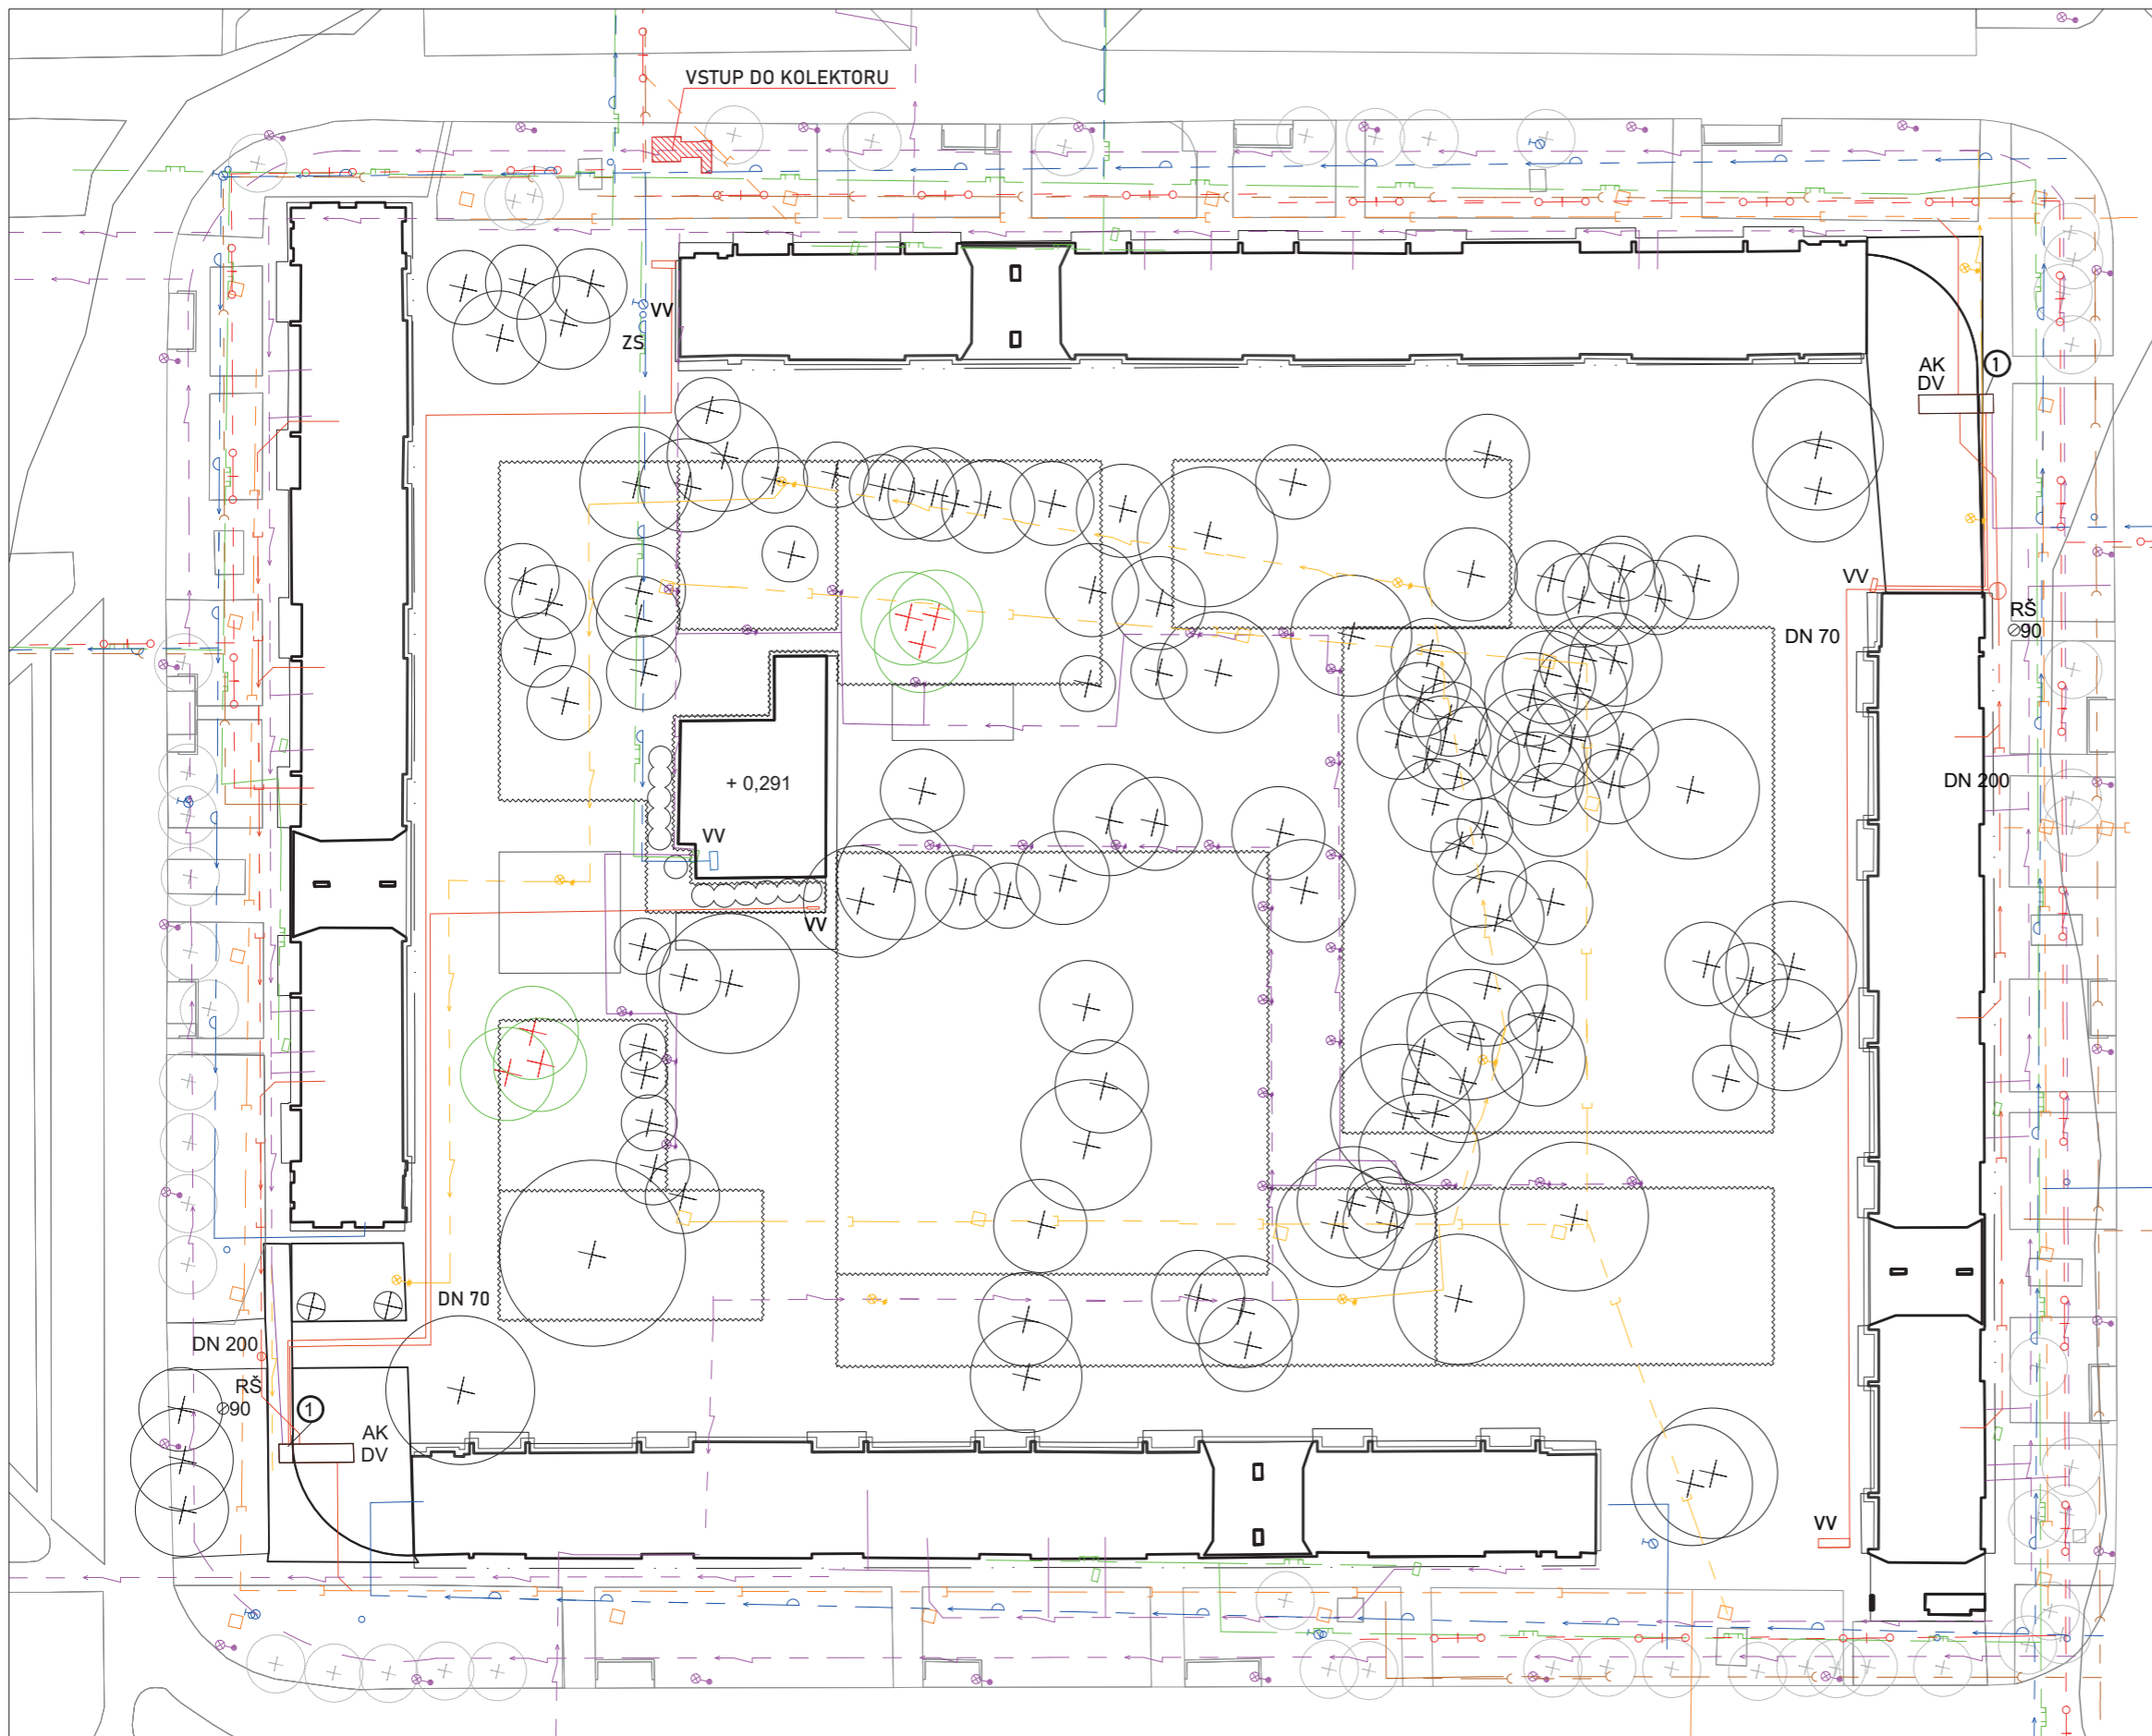 VSTUP DO KOLEKTORU
VV
ZS
1
AK
DV
VV
RŠ
⌀90
DN 70
DN 200
+ 0,291
VV
VV
DN 70
DN 200
RŠ
⌀90
1
AK
DV
VV